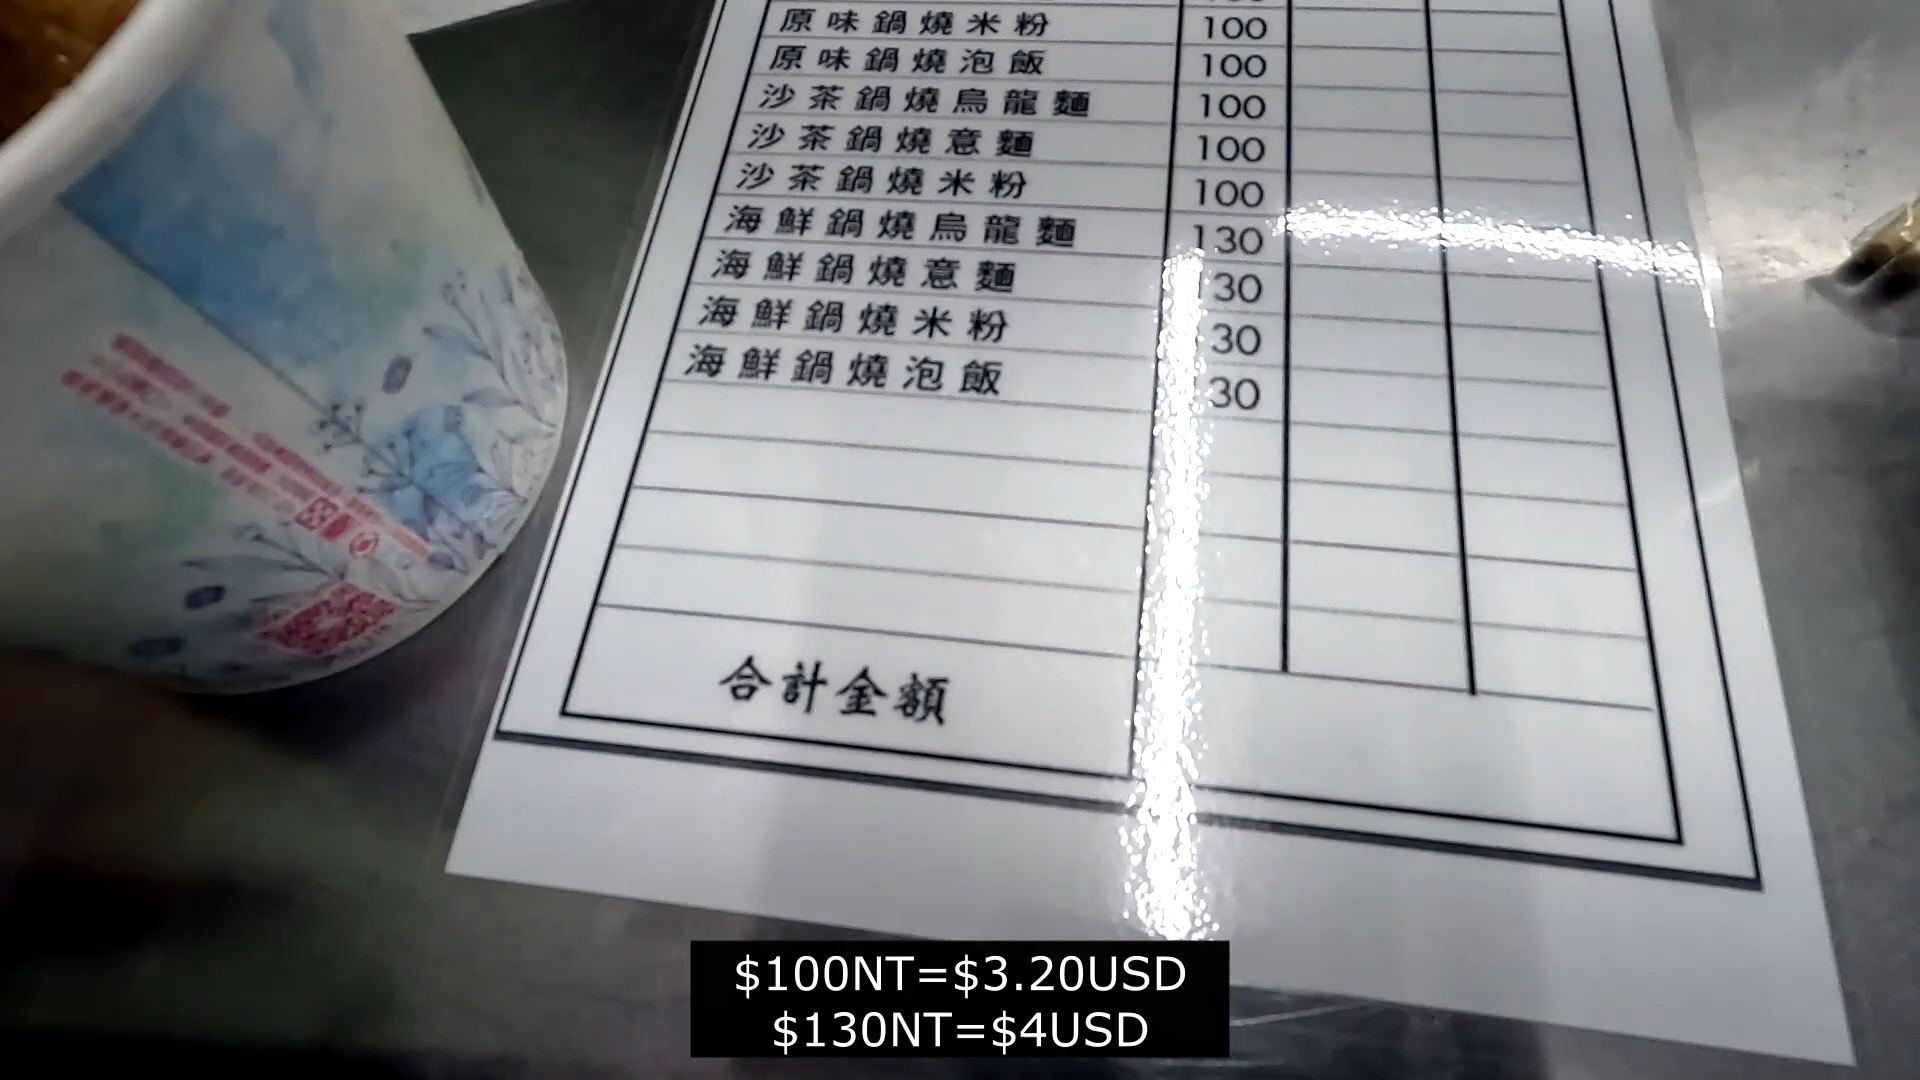 原味鍋燒米粉 100
原味鍋燒泡飯 100
沙茶鍋燒烏龍麵 100
沙茶鍋燒意麵 100
沙茶鍋燒米粉 100
海鮮鍋燒烏龍麵 130
海鮮鍋燒意麵 30
海鮮鍋燒米粉 30
海鮮鍋燒泡飯 30
合計金額
$100NT=$3.20USD
$130NT=$4USD